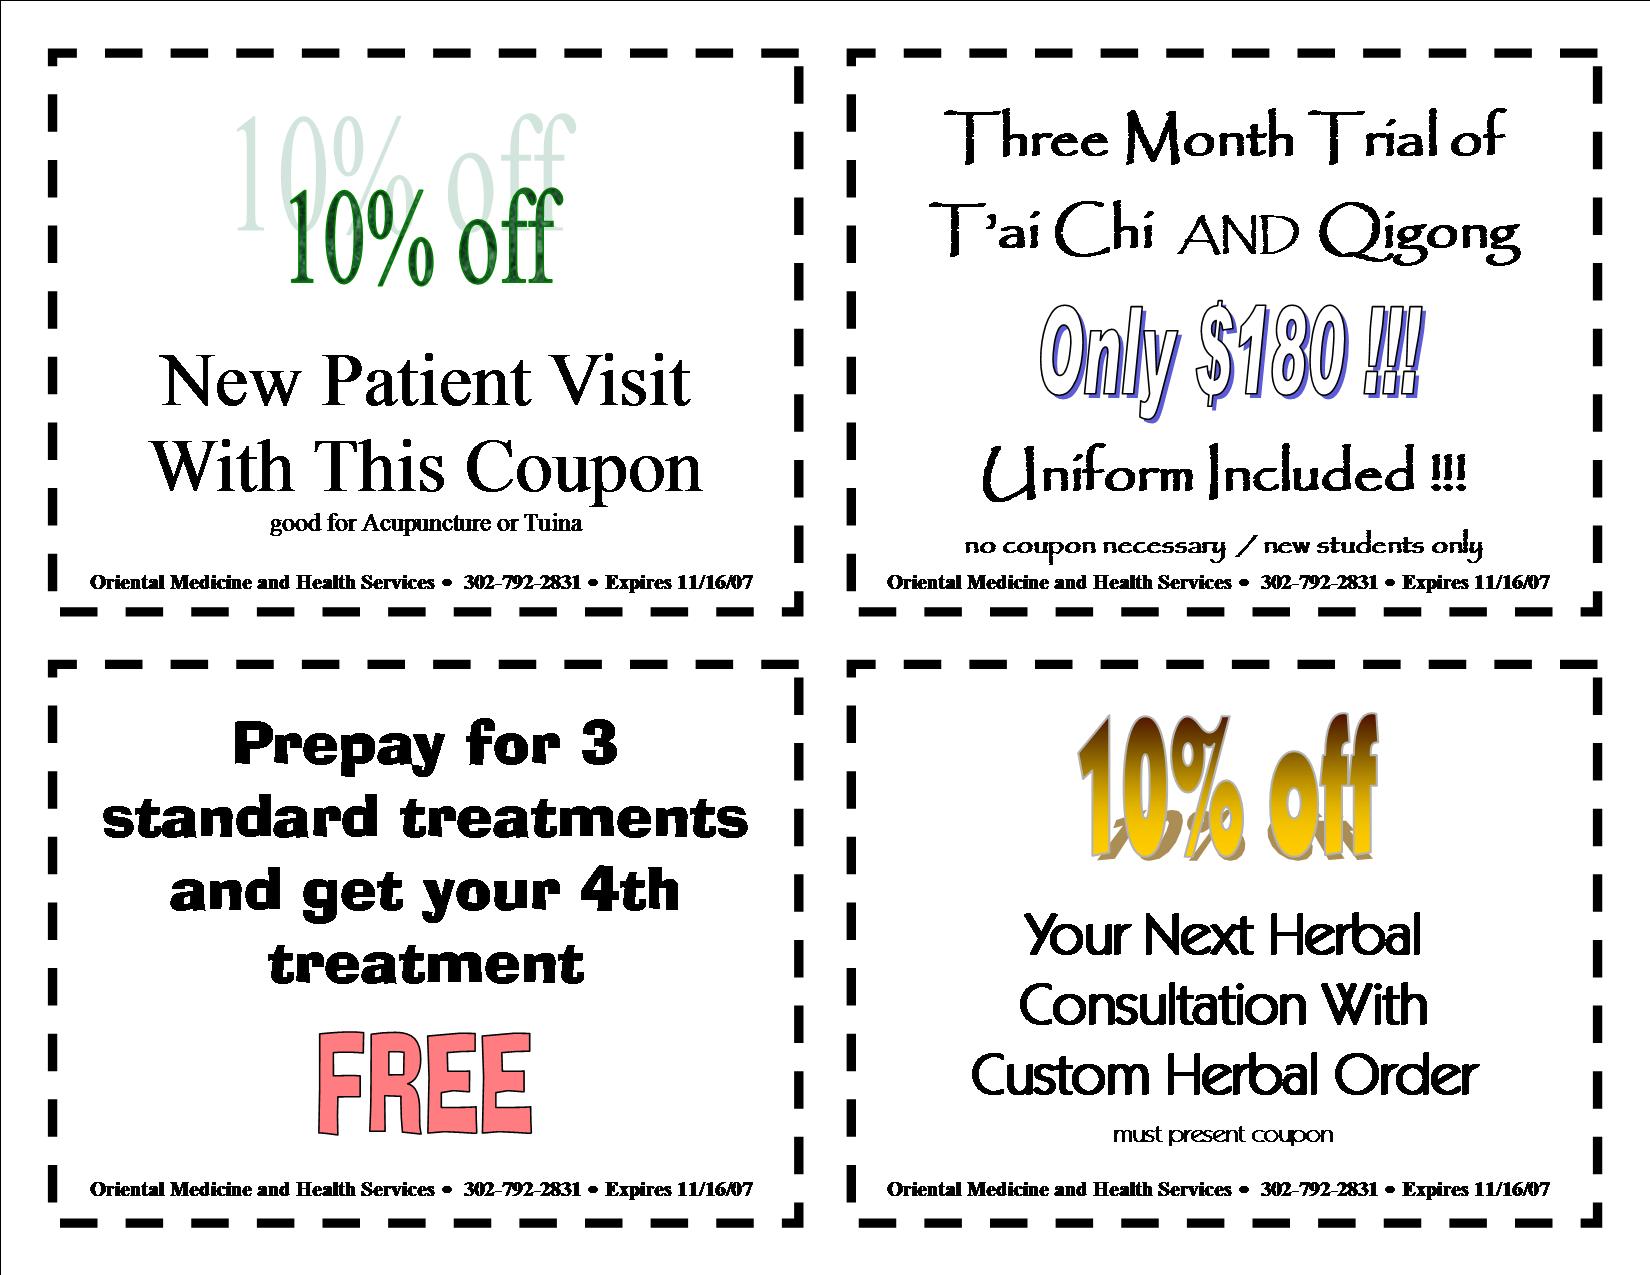 10% off
New Patient Visit
With This Coupon
good for Acupuncture or Tuina
Oriental Medicine and Health Services • 302-792-2831 • Expires 11/16/07
Three Month Trial of
T'ai Chi AND Qigong
Only $180 !!!
Uniform Included !!!
no coupon necessary / new students only
Oriental Medicine and Health Services • 302-792-2831 • Expires 11/16/07
Prepay for 3
standard treatments
and get your 4th
treatment
FREE
Oriental Medicine and Health Services • 302-792-2831 • Expires 11/16/07
10% off
Your Next Herbal
Consultation With
Custom Herbal Order
must present coupon
Oriental Medicine and Health Services • 302-792-2831 • Expires 11/16/07